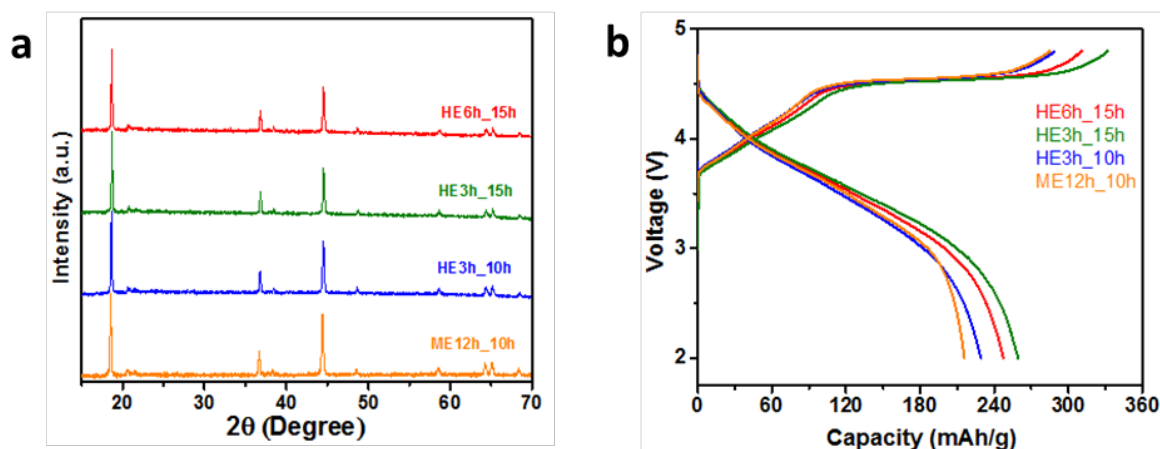 a
Intensity (a.u.)
HE6h_15h
HE3h_15h
HE3h_10h
ME12h_10h
20 30 40 50 60 70
2θ (Degree)
b
Voltage (V)
5
4
3
2
HE6h_15h
HE3h_15h
HE3h_10h
ME12h_10h
0 60 120 180 240 300 360
Capacity (mAh/g)